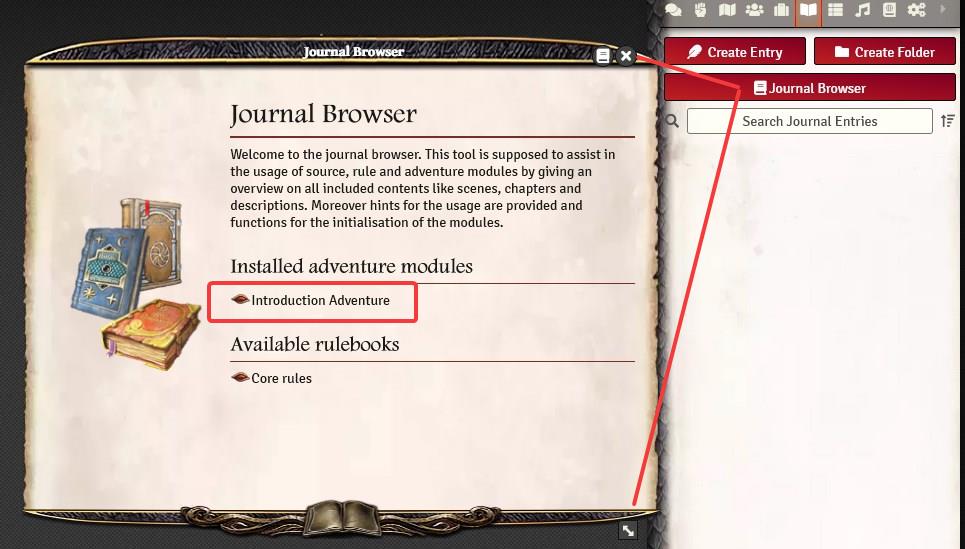 Journal Browser
Create Entry
Create Folder
Journal Browser
Search Journal Entries
Journal Browser
Welcome to the journal browser. This tool is supposed to assist in
the usage of source, rule and adventure modules by giving an
overview on all included contents like scenes, chapters and
descriptions. Moreover hints for the usage are provided and
functions for the initialisation of the modules.
Installed adventure modules
Introduction Adventure
Available rulebooks
Core rules